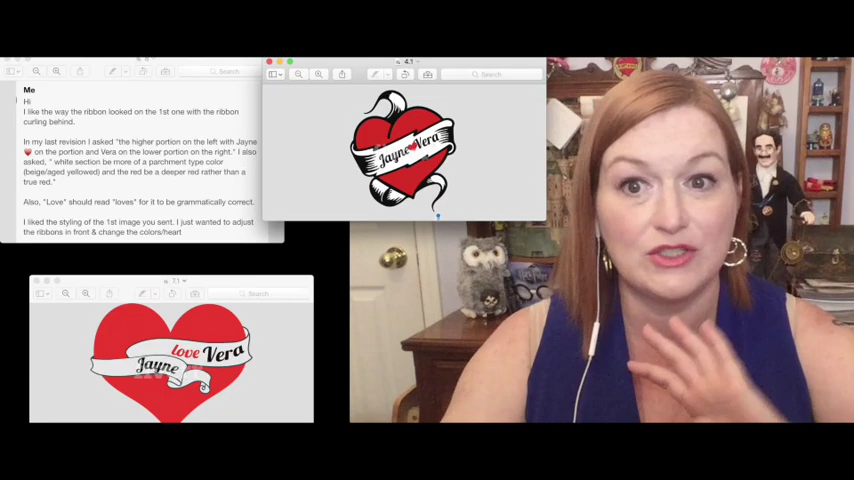 Search
Me
Hi
I like the way the ribbon looked on the 1st one with the ribbon
curling behind.
In my last revision I asked "the higher portion on the left with Jayne
❤ on the portion and Vera on the lower portion on the right." I also
asked, " white section be more of a parchment type color
(beige/aged yellowed) and the red be a deeper red rather than a
true red."
Also, "Love" should read "loves" for it to be grammatically correct.
I liked the styling of the 1st image you sent. I just wanted to adjust
the ribbons in front & change the colors/heart
4.1
Search
Jayne Vera
7.1
Search
love Vera
Jayne